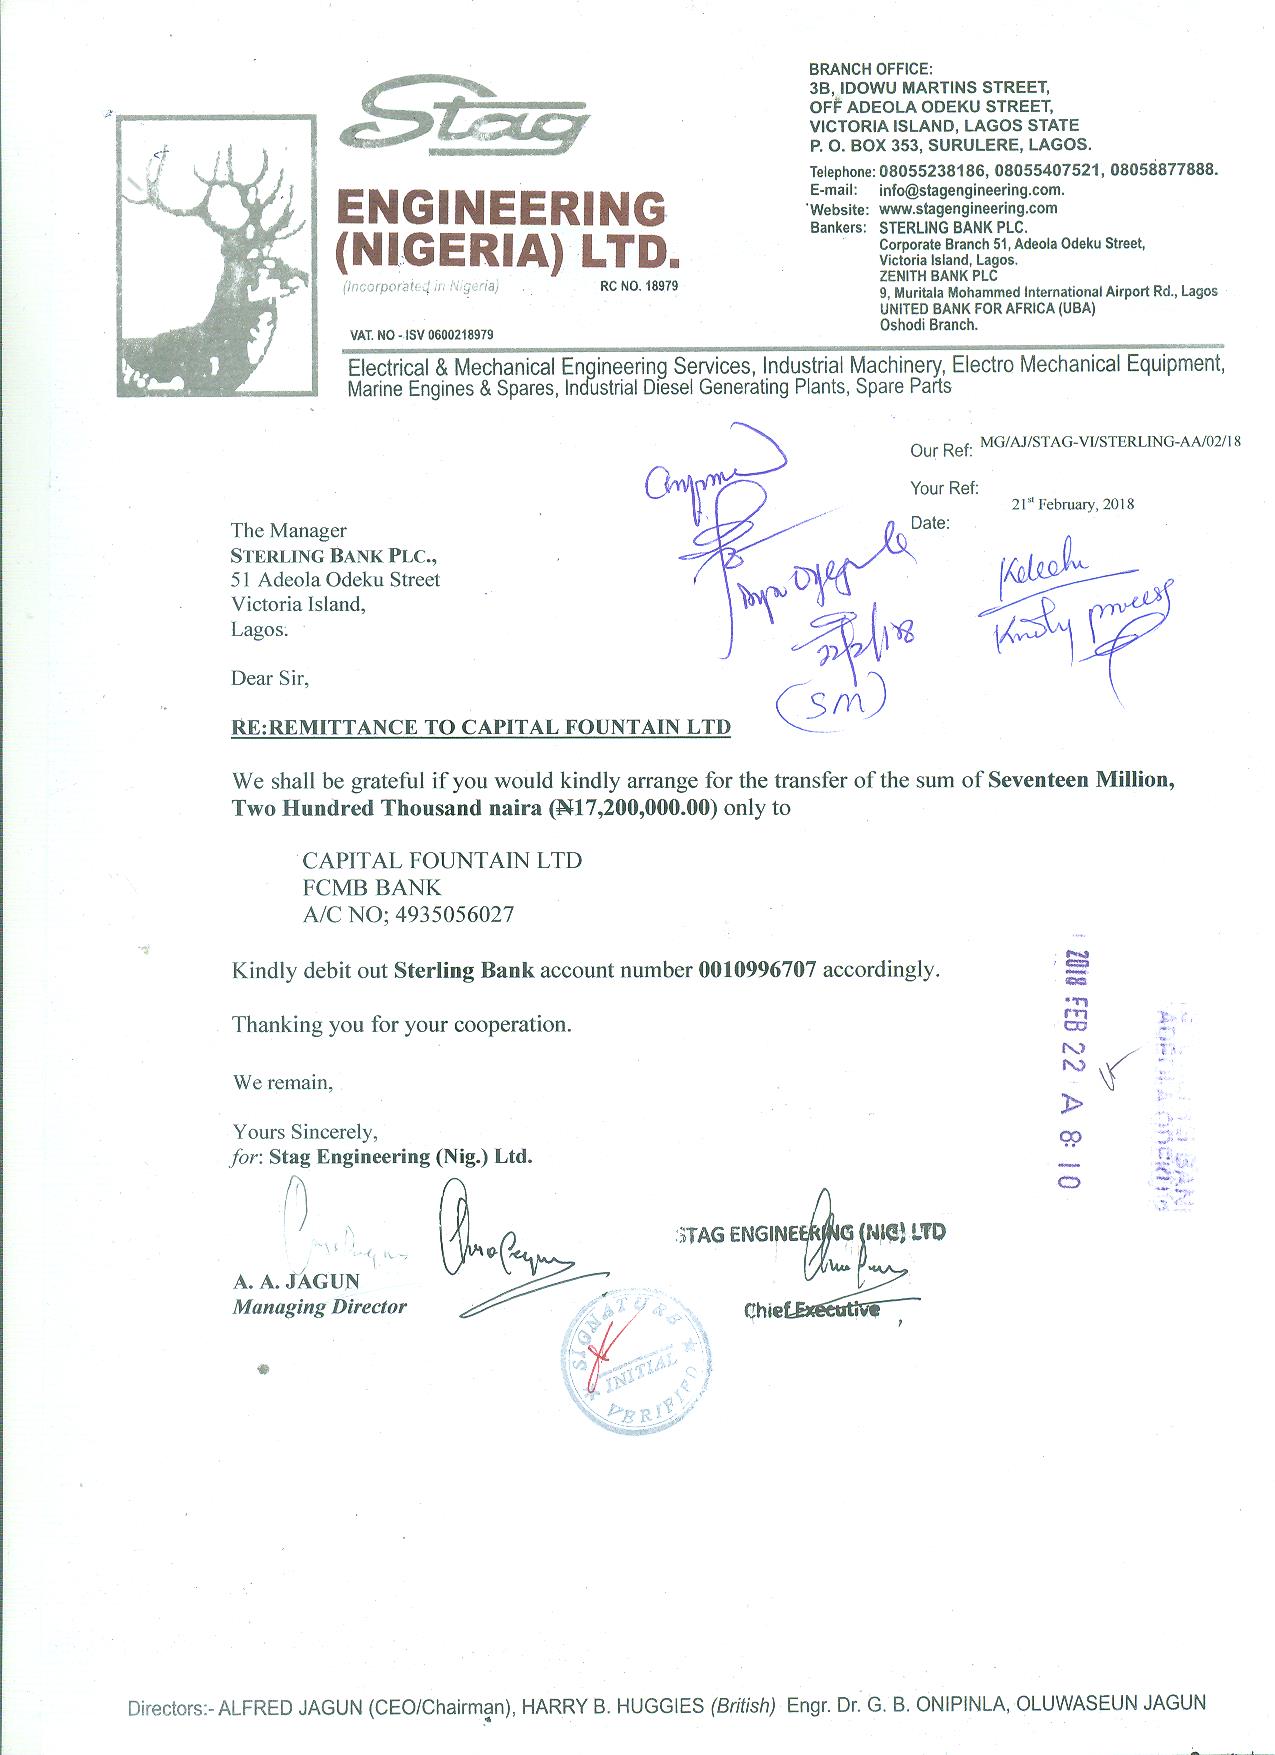 Stag
ENGINEERING
(NIGERIA) LTD.
(Incorporated in Nigeria)
RC NO. 18979
VAT. NO - ISV 0600218979
BRANCH OFFICE:
3B, IDOWU MARTINS STREET,
OFF ADEOLA ODEKU STREET,
VICTORIA ISLAND, LAGOS STATE
P. O. BOX 353, SURULERE, LAGOS.
Telephone: 08055238186, 08055407521, 08058877888.
E-mail: info@stagengineering.com.
Website: www.stagengineering.com
Bankers: STERLING BANK PLC.
Corporate Branch 51, Adeola Odeku Street,
Victoria Island, Lagos.
ZENITH BANK PLC
9, Muritala Mohammed International Airport Rd., Lagos
UNITED BANK FOR AFRICA (UBA)
Oshodi Branch.
Electrical & Mechanical Engineering Services, Industrial Machinery, Electro Mechanical Equipment,
Marine Engines & Spares, Industrial Diesel Generating Plants, Spare Parts
Our Ref: MG/AJ/STAG-VI/STERLING-AA/02/18
Your Ref:
21st February, 2018
Date:
Kelechi
Kindly process
22/2/18
(SM)
The Manager
STERLING BANK PLC.,
51 Adeola Odeku Street
Victoria Island,
Lagos.
Dear Sir,
RE:REMITTANCE TO CAPITAL FOUNTAIN LTD
We shall be grateful if you would kindly arrange for the transfer of the sum of Seventeen Million,
Two Hundred Thousand naira (₦17,200,000.00) only to
CAPITAL FOUNTAIN LTD
FCMB BANK
A/C NO; 4935056027
Kindly debit out Sterling Bank account number 0010996707 accordingly.
Thanking you for your cooperation.
We remain,
Yours Sincerely,
for: Stag Engineering (Nig.) Ltd.
2018 FEB 22 A 8:10
A. A. JAGUN
Managing Director
STAG ENGINEERING (NIG) LTD
Chief Executive
SIGNATURE
INITIAL
VERIFIED
Directors:- ALFRED JAGUN (CEO/Chairman), HARRY B. HUGGIES (British) Engr. Dr. G. B. ONIPINLA, OLUWASEUN JAGUN